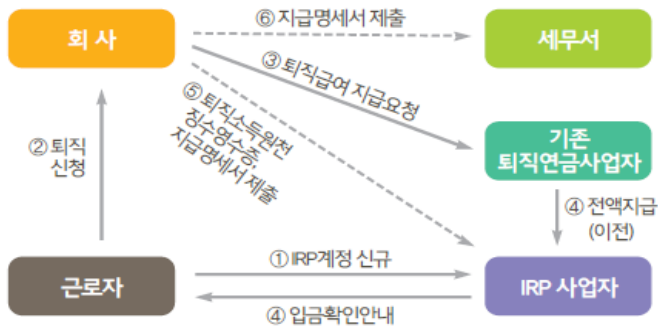 ⑥ 지급명세서 제출
회 사
세무서
③ 퇴직급여 지급요청
⑤ 퇴직소득원천
징수영수증,
지급명세서 제출
② 퇴직
신청
기존
퇴직연금사업자
④ 전액지급
(이전)
① IRP계정 신규
근로자
IRP 사업자
④ 입금확인안내